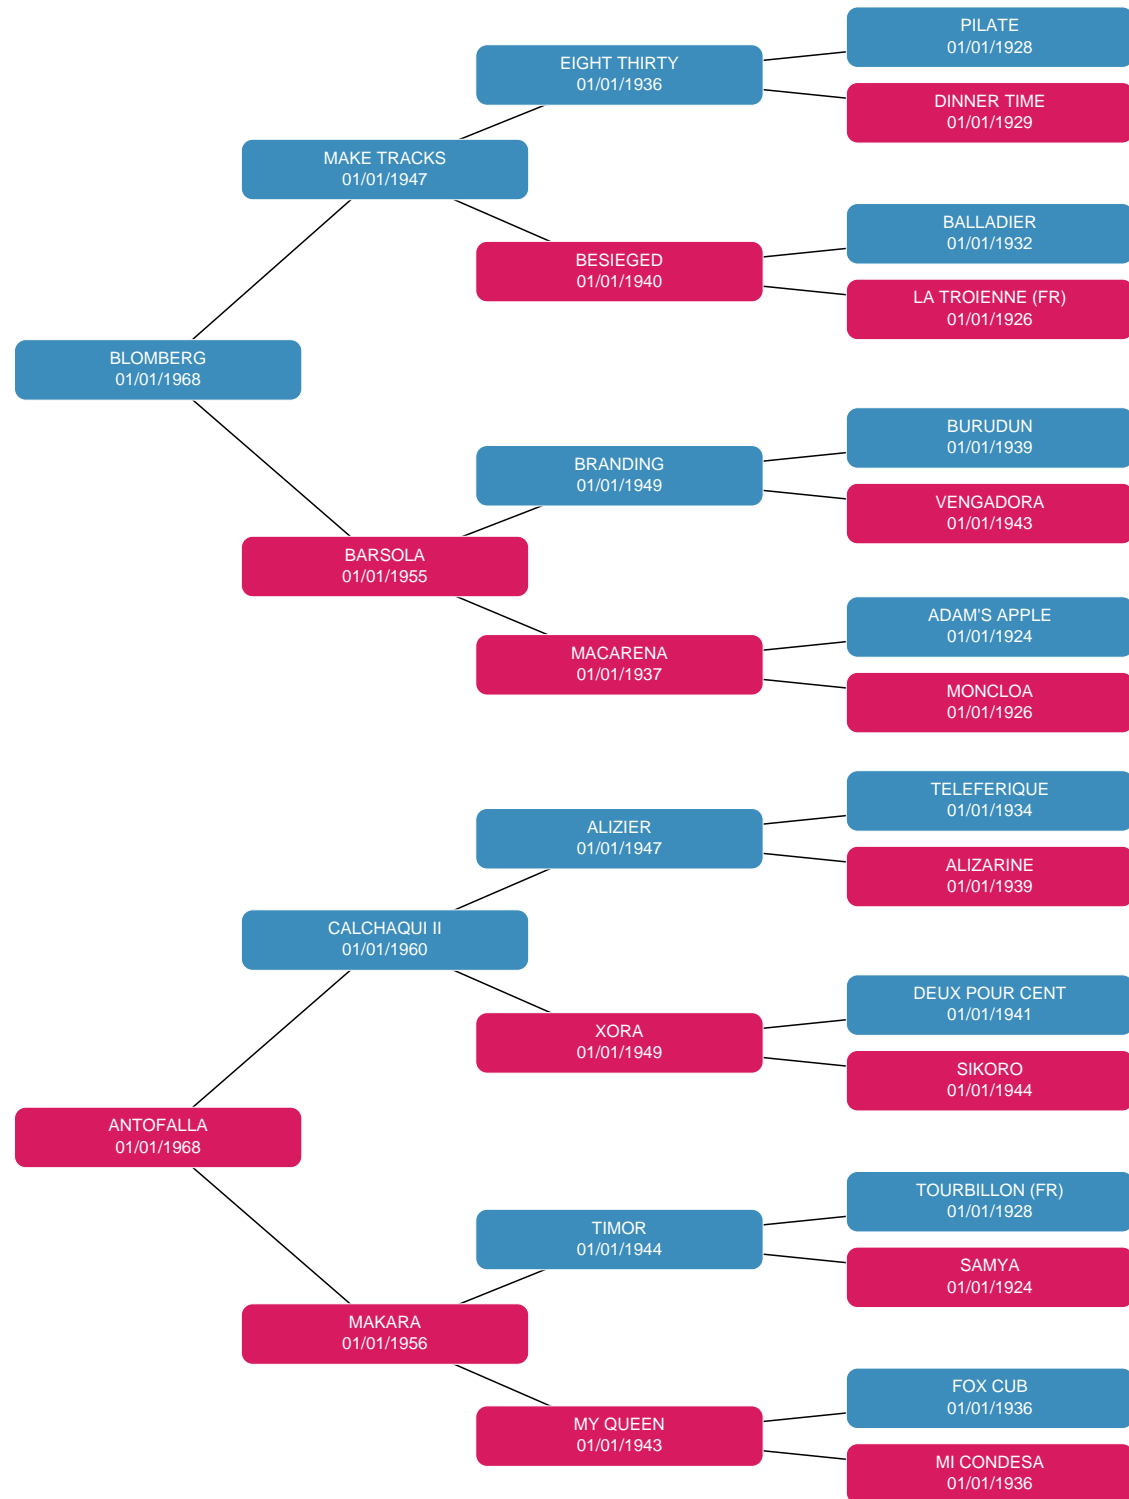 PILATE
01/01/1928
EIGHT THIRTY
01/01/1936
DINNER TIME
01/01/1929
MAKE TRACKS
01/01/1947
BALLADIER
01/01/1932
BESIEGED
01/01/1940
LA TROIENNE (FR)
01/01/1926
BLOMBERG
01/01/1968
BURUDUN
01/01/1939
BRANDING
01/01/1949
VENGADORA
01/01/1943
BARSOLA
01/01/1955
ADAM'S APPLE
01/01/1924
MACARENA
01/01/1937
MONCLOA
01/01/1926
TELEFERIQUE
01/01/1934
ALIZIER
01/01/1947
ALIZARINE
01/01/1939
CALCHAQUI II
01/01/1960
DEUX POUR CENT
01/01/1941
XORA
01/01/1949
SIKORO
01/01/1944
ANTOFALLA
01/01/1968
TOURBILLON (FR)
01/01/1928
TIMOR
01/01/1944
SAMYA
01/01/1924
MAKARA
01/01/1956
FOX CUB
01/01/1936
MY QUEEN
01/01/1943
MI CONDESA
01/01/1936